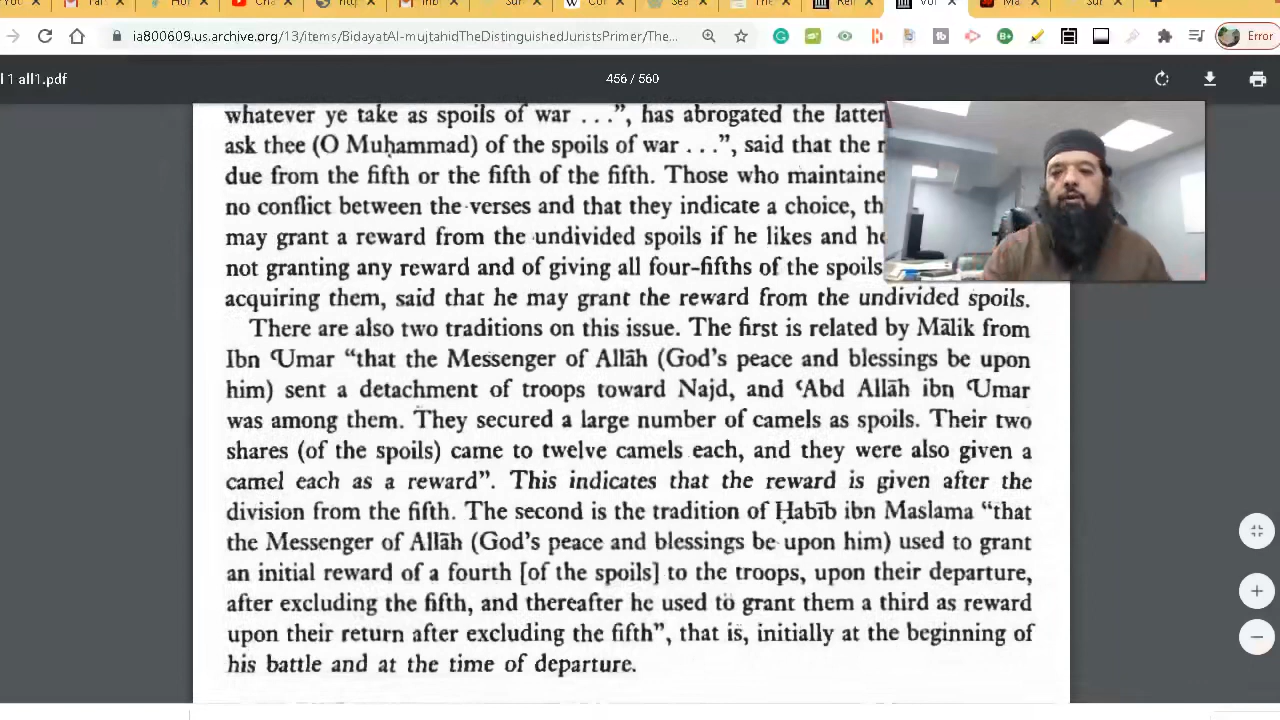 ia800609.us.archive.org/13/items/BidayatAl-mujtahidTheDistinguishedJuristsPrimer/The...
Error
l 1 all1.pdf
456 / 560
whatever ye take as spoils of war . . .”, has abrogated the latter
ask thee (O Muḥammad) of the spoils of war . . .”, said that the
due from the fifth or the fifth of the fifth. Those who maintaine
no conflict between the verses and that they indicate a choice, th
may grant a reward from the undivided spoils if he likes and he
not granting any reward and of giving all four-fifths of the spoils
acquiring them, said that he may grant the reward from the undivided spoils.
There are also two traditions on this issue. The first is related by Mālik from
Ibn ʿUmar “that the Messenger of Allāh (God’s peace and blessings be upon
him) sent a detachment of troops toward Najd, and ʿAbd Allāh ibn ʿUmar
was among them. They secured a large number of camels as spoils. Their two
shares (of the spoils) came to twelve camels each, and they were also given a
camel each as a reward”. This indicates that the reward is given after the
division from the fifth. The second is the tradition of Ḥabīb ibn Maslama “that
the Messenger of Allāh (God’s peace and blessings be upon him) used to grant
an initial reward of a fourth [of the spoils] to the troops, upon their departure,
after excluding the fifth, and thereafter he used to grant them a third as reward
upon their return after excluding the fifth”, that is, initially at the beginning of
his battle and at the time of departure.